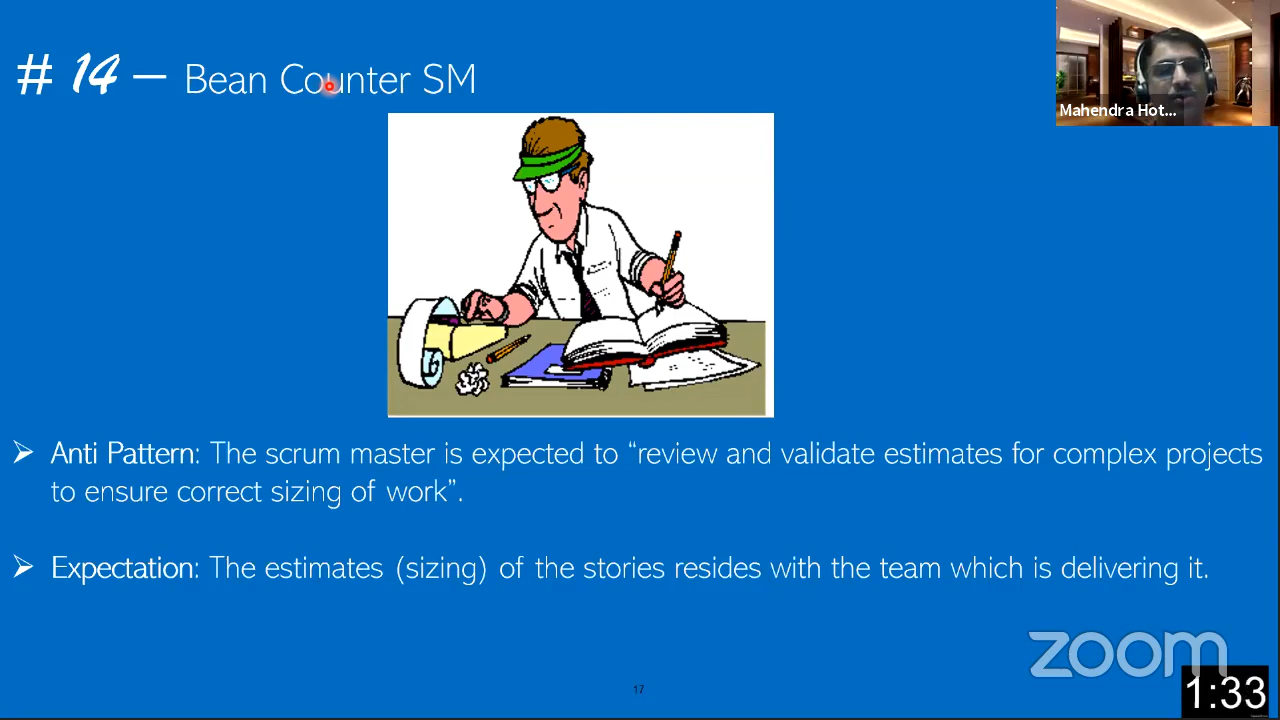 # 14 – Bean Counter SM
Mahendra Hot...
➢ Anti Pattern: The scrum master is expected to “review and validate estimates for complex projects
to ensure correct sizing of work”.
➢ Expectation: The estimates (sizing) of the stories resides with the team which is delivering it.
zoom
17
1:33